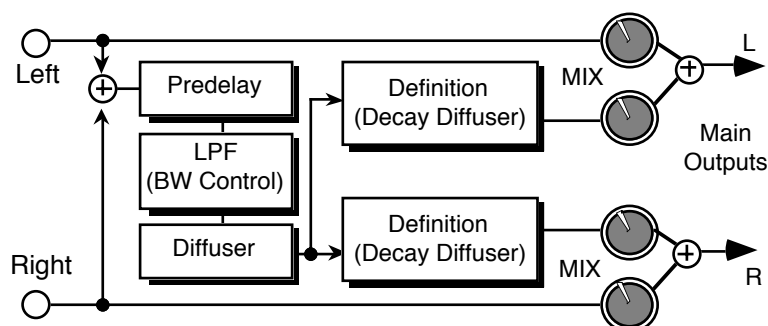 Left
Predelay
LPF
(BW Control)
Diffuser
Right
Definition
(Decay Diffuser)
Definition
(Decay Diffuser)
MIX
MIX
L
Main
Outputs
R